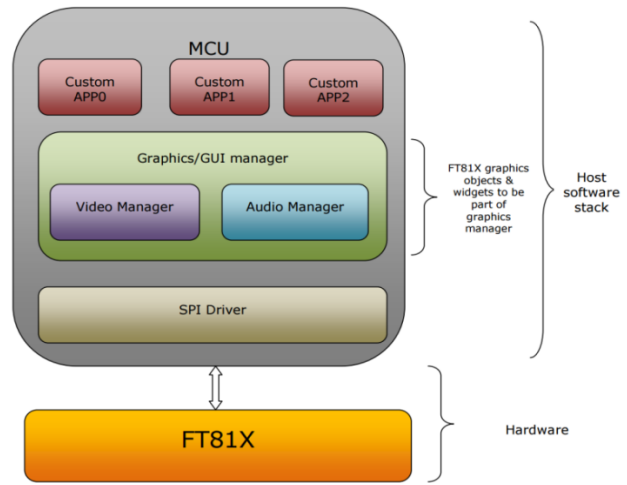 MCU
Custom
APP0
Custom
APP1
Custom
APP2
Graphics/GUI manager
Video Manager
Audio Manager
SPI Driver
FT81X graphics
objects &
widgets to be
part of
graphics
manager
Host
software
stack
FT81X
Hardware